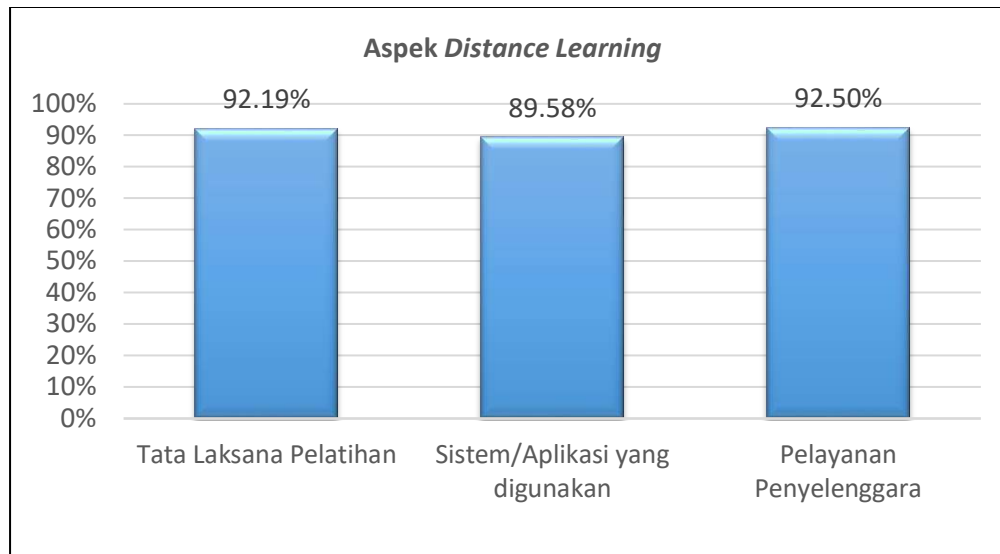 Aspek Distance Learning
92.19%
89.58%
92.50%
100%
90%
80%
70%
60%
50%
40%
30%
20%
10%
0%
Tata Laksana Pelatihan
Sistem/Aplikasi yang
digunakan
Pelayanan
Penyelenggara